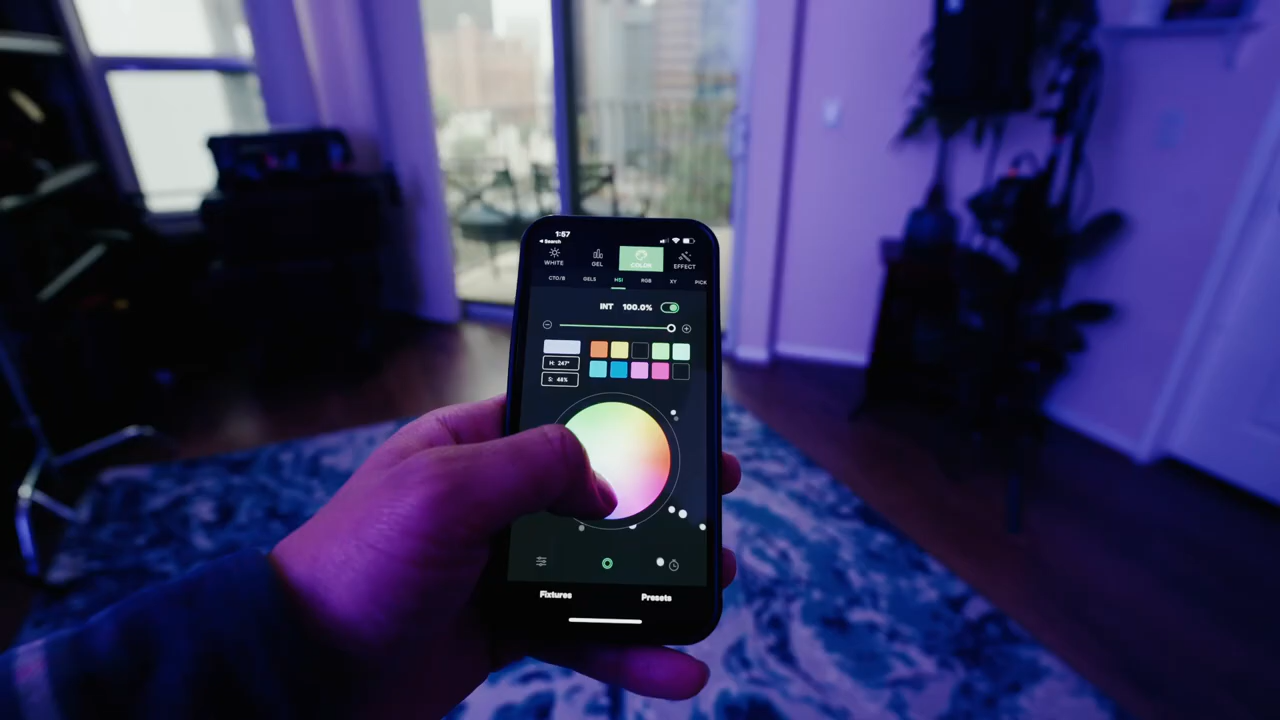 1:57
◀ Search
WHITE
GEL
COLOR
EFFECT
CTO/B
GELS
HSI
RGB
XY
PICK
INT 100.0%
H: 247°
S: 44%
Fixtures
Presets